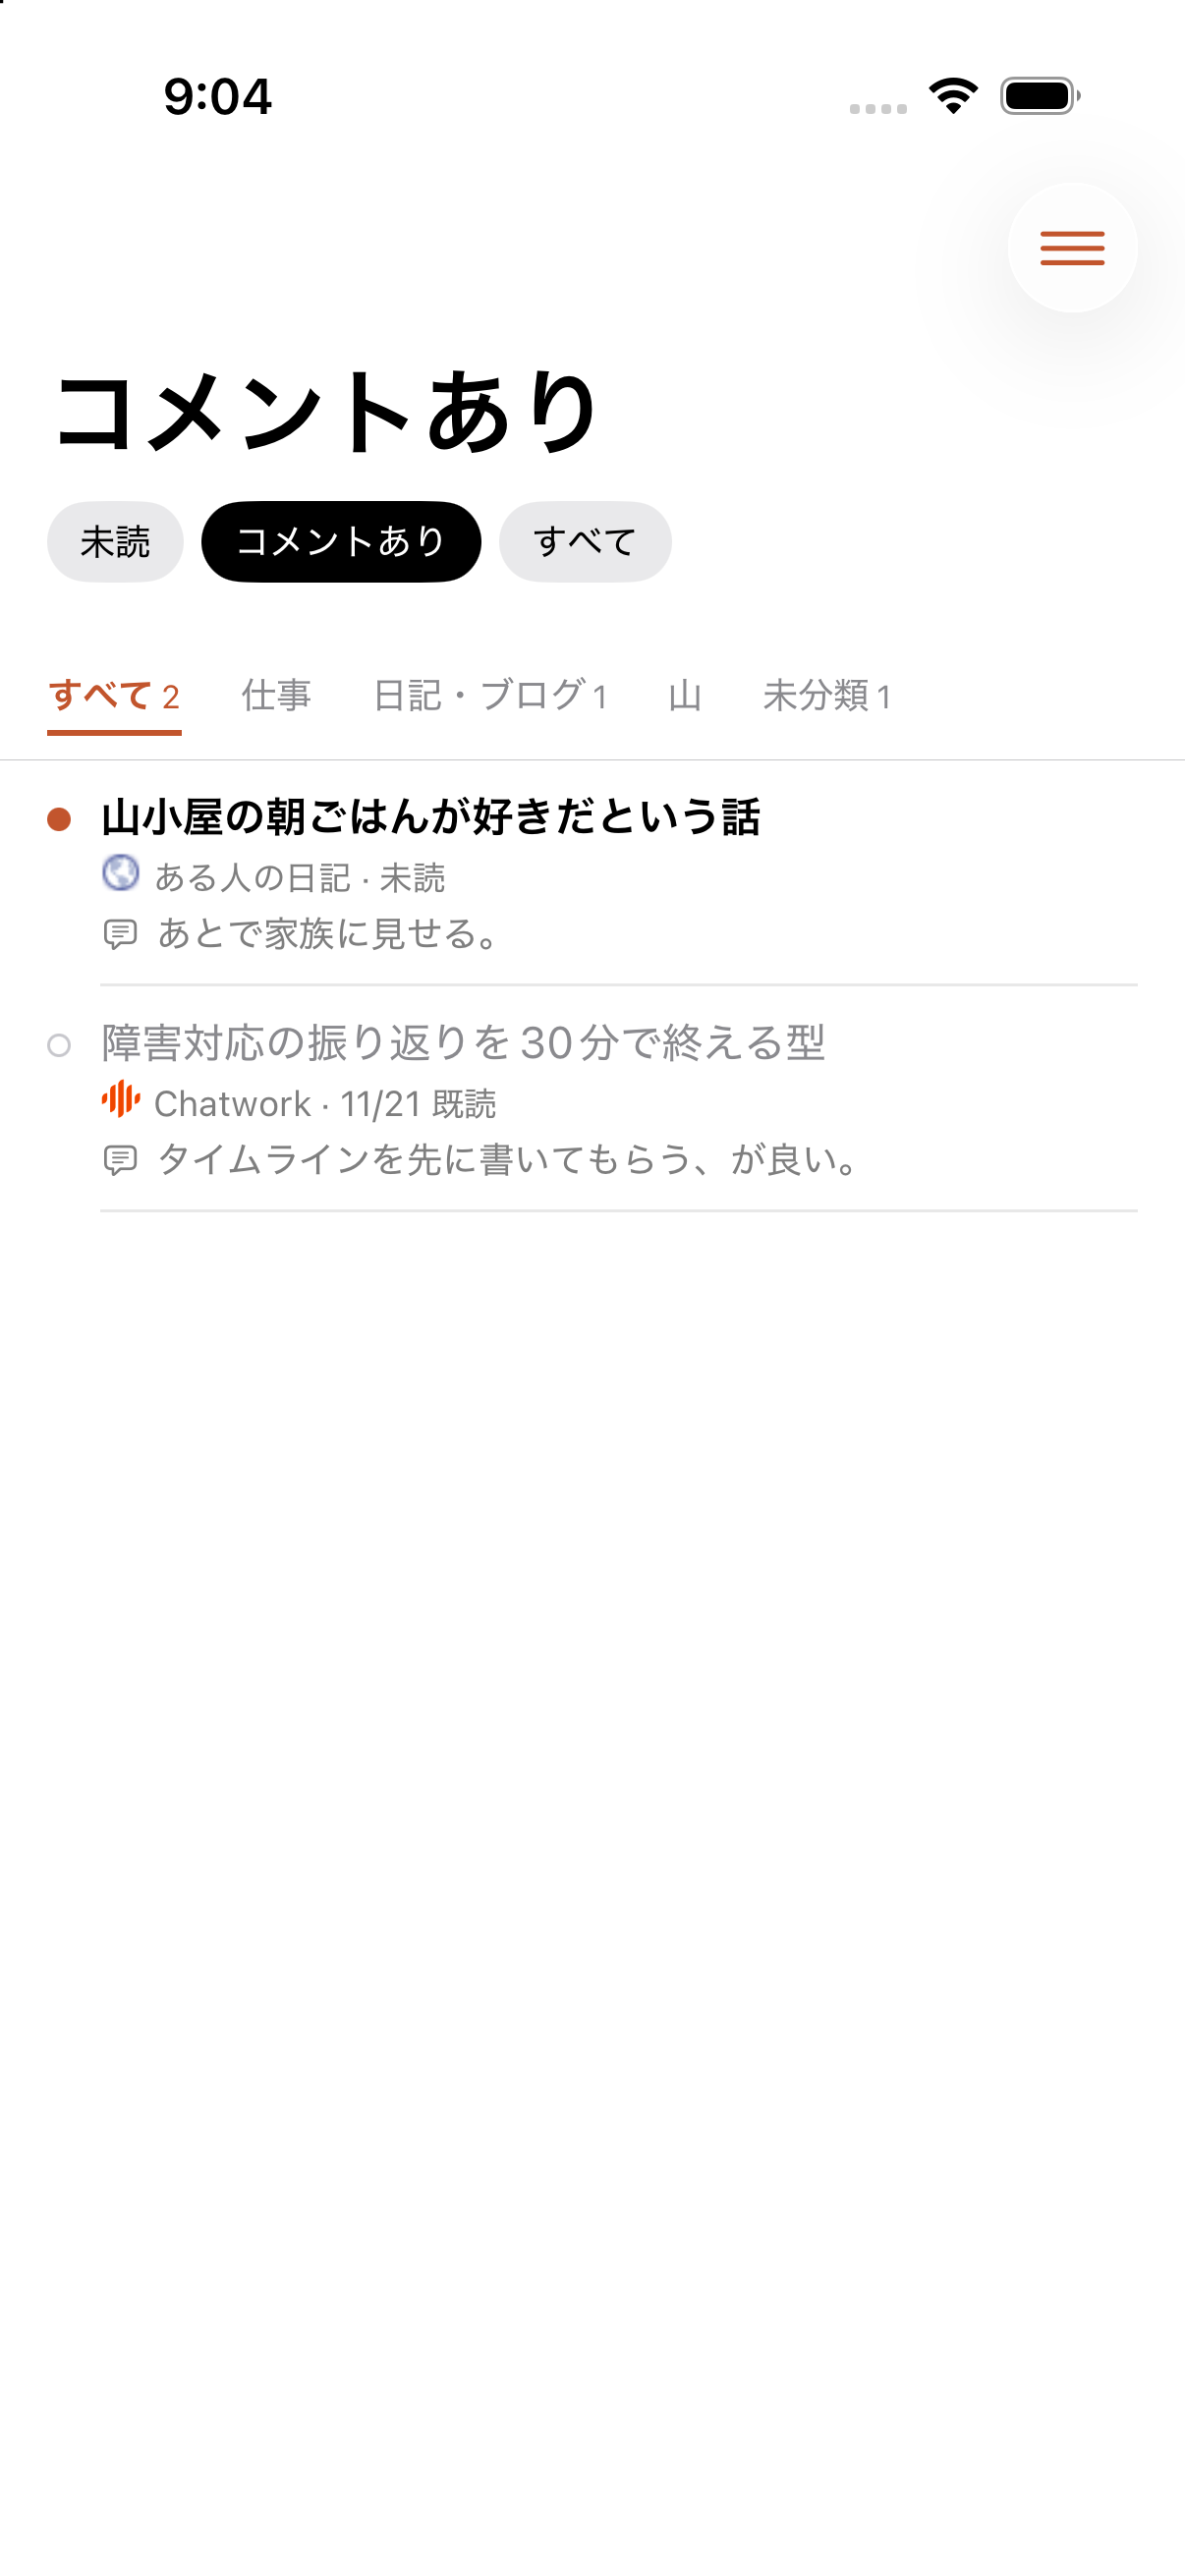 9:04
コメントあり
未読 コメントあり すべて
すべて 2 仕事 日記・ブログ 1 山 未分類 1
山小屋の朝ごはんが好きだという話
ある人の日記 · 未読
あとで家族に見せる。
障害対応の振り返りを30分で終える型
Chatwork · 11/21 既読
タイムラインを先に書いてもらう、が良い。